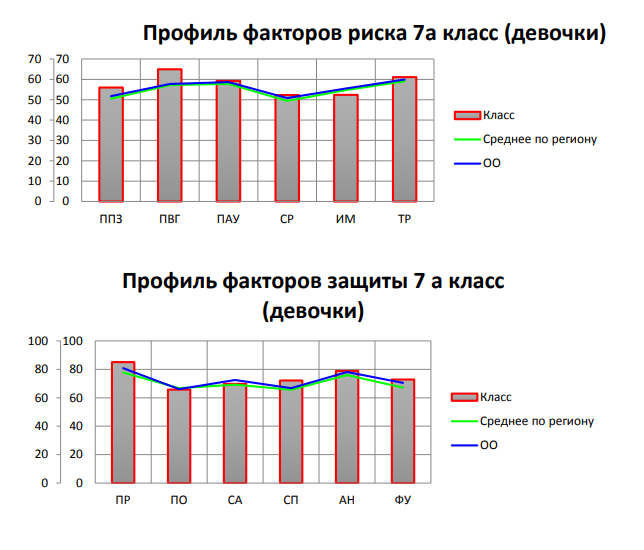 Профиль факторов риска 7а класс (девочки)
70 70
60 60
50 50
40 40
30 30
20 20
10 10
0 0
ППЗ ПВГ ПАУ СР ИМ ТР
Класс
Среднее по региону
ОО
Профиль факторов защиты 7 а класс
(девочки)
100 100
80 80
60 60
40 40
20 20
0 0
ПР ПО СА СП АН ФУ
Класс
Среднее по региону
ОО